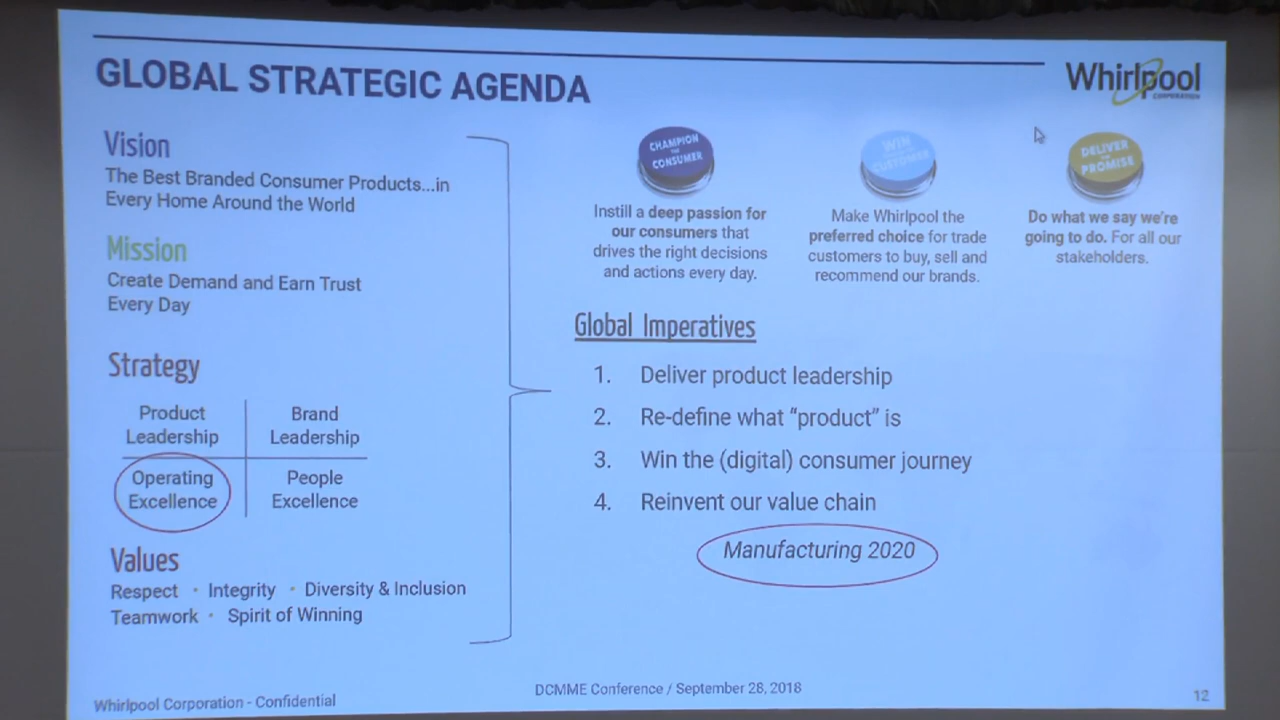 GLOBAL STRATEGIC AGENDA
Whirlpool
CORPORATION
Vision
The Best Branded Consumer Products...in
Every Home Around the World
Mission
Create Demand and Earn Trust
Every Day
Strategy
Product
Leadership
Brand
Leadership
Operating
Excellence
People
Excellence
Values
Respect · Integrity · Diversity & Inclusion
Teamwork · Spirit of Winning
CHAMPION
THE
CONSUMER
Instill a deep passion for
our consumers that
drives the right decisions
and actions every day.
WIN
CUSTOMER
Make Whirlpool the
preferred choice for trade
customers to buy, sell and
recommend our brands.
DELIVER
PROMISE
Do what we say we're
going to do. For all our
stakeholders.
Global Imperatives
1. Deliver product leadership
2. Re-define what “product” is
3. Win the (digital) consumer journey
4. Reinvent our value chain
Manufacturing 2020
Whirlpool Corporation - Confidential
DCMME Conference / September 28, 2018
12